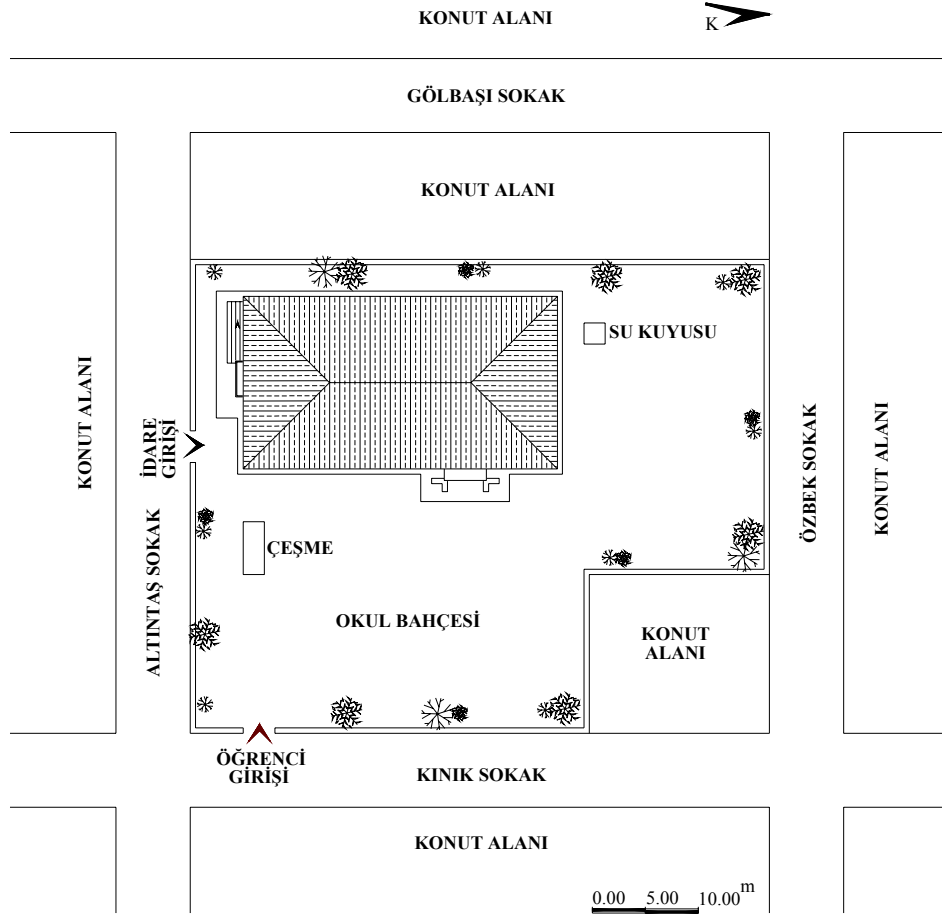 KONUT ALANI
K
GÖLBAŞI SOKAK
KONUT ALANI
SU KUYUSU
KONUT ALANI
İDARE
GİRİŞİ
ÖZBEK SOKAK
KONUT ALANI
ALTINTAŞ SOKAK
ÇEŞME
OKUL BAHÇESİ
KONUT
ALANI
ÖĞRENCİ
GİRİŞİ
KINIK SOKAK
KONUT ALANI
0.00 5.00 10.00 m